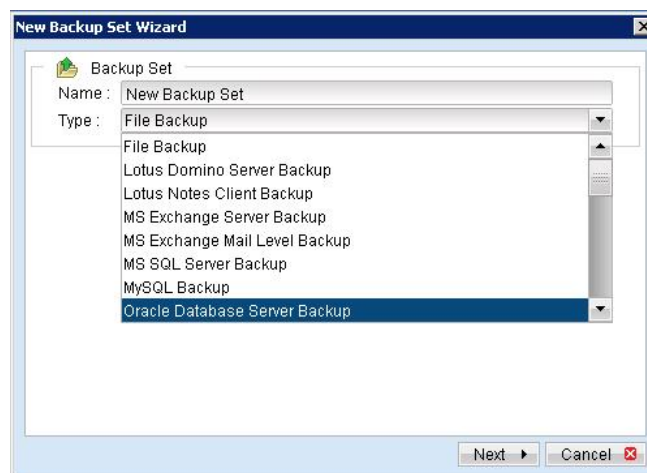 New Backup Set Wizard
Backup Set
Name : New Backup Set
Type : File Backup
File Backup
Lotus Domino Server Backup
Lotus Notes Client Backup
MS Exchange Server Backup
MS Exchange Mail Level Backup
MS SQL Server Backup
MySQL Backup
Oracle Database Server Backup
Next Cancel